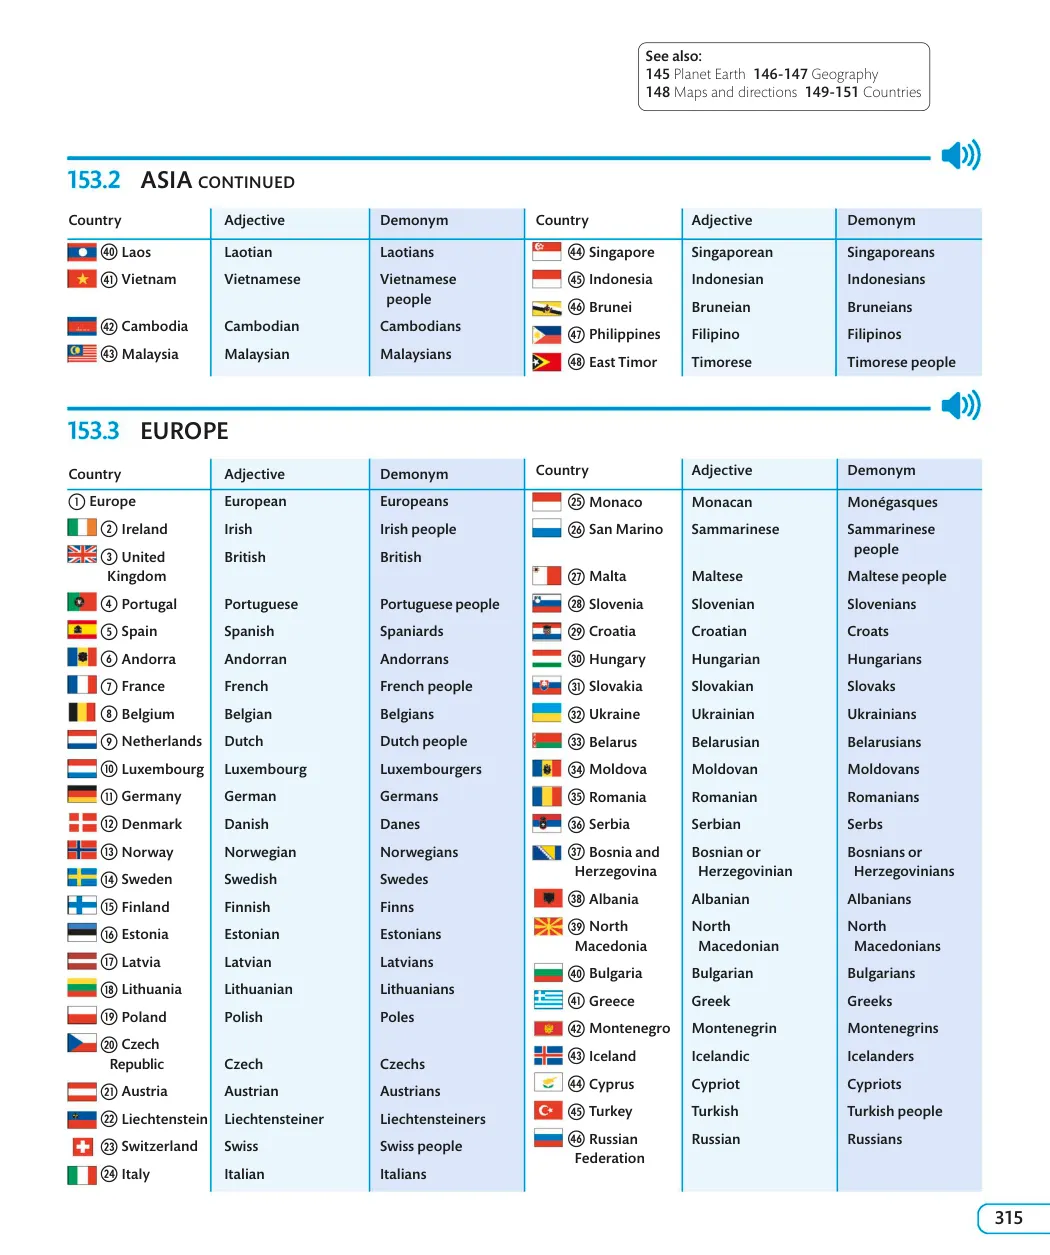 See also:
145 Planet Earth 146-147 Geography
148 Maps and directions 149-151 Countries
153.2 ASIA CONTINUED
Country Adjective Demonym
40 Laos Laotian Laotians
41 Vietnam Vietnamese Vietnamese
people
42 Cambodia Cambodian Cambodians
43 Malaysia Malaysian Malaysians
Country Adjective Demonym
44 Singapore Singaporean Singaporeans
45 Indonesia Indonesian Indonesians
46 Brunei Bruneian Bruneians
47 Philippines Filipino Filipinos
48 East Timor Timorese Timorese people
153.3 EUROPE
Country Adjective Demonym
1 Europe European Europeans
2 Ireland Irish Irish people
3 United British British
Kingdom
4 Portugal Portuguese Portuguese people
5 Spain Spanish Spaniards
6 Andorra Andorran Andorrans
7 France French French people
8 Belgium Belgian Belgians
9 Netherlands Dutch Dutch people
10 Luxembourg Luxembourg Luxembourgers
11 Germany German Germans
12 Denmark Danish Danes
13 Norway Norwegian Norwegians
14 Sweden Swedish Swedes
15 Finland Finnish Finns
16 Estonia Estonian Estonians
17 Latvia Latvian Latvians
18 Lithuania Lithuanian Lithuanians
19 Poland Polish Poles
20 Czech
Republic Czech Czechs
21 Austria Austrian Austrians
22 Liechtenstein Liechtensteiner Liechtensteiners
23 Switzerland Swiss Swiss people
24 Italy Italian Italians
Country Adjective Demonym
25 Monaco Monacan Monégasques
26 San Marino Sammarinese Sammarinese
people
27 Malta Maltese Maltese people
28 Slovenia Slovenian Slovenians
29 Croatia Croatian Croats
30 Hungary Hungarian Hungarians
31 Slovakia Slovakian Slovaks
32 Ukraine Ukrainian Ukrainians
33 Belarus Belarusian Belarusians
34 Moldova Moldovan Moldovans
35 Romania Romanian Romanians
36 Serbia Serbian Serbs
37 Bosnia and Bosnian or Bosnians or
Herzegovina Herzegovinian Herzegovinians
38 Albania Albanian Albanians
39 North North North
Macedonia Macedonian Macedonians
40 Bulgaria Bulgarian Bulgarians
41 Greece Greek Greeks
42 Montenegro Montenegrin Montenegrins
43 Iceland Icelandic Icelanders
44 Cyprus Cypriot Cypriots
45 Turkey Turkish Turkish people
46 Russian Russian Russians
Federation
315